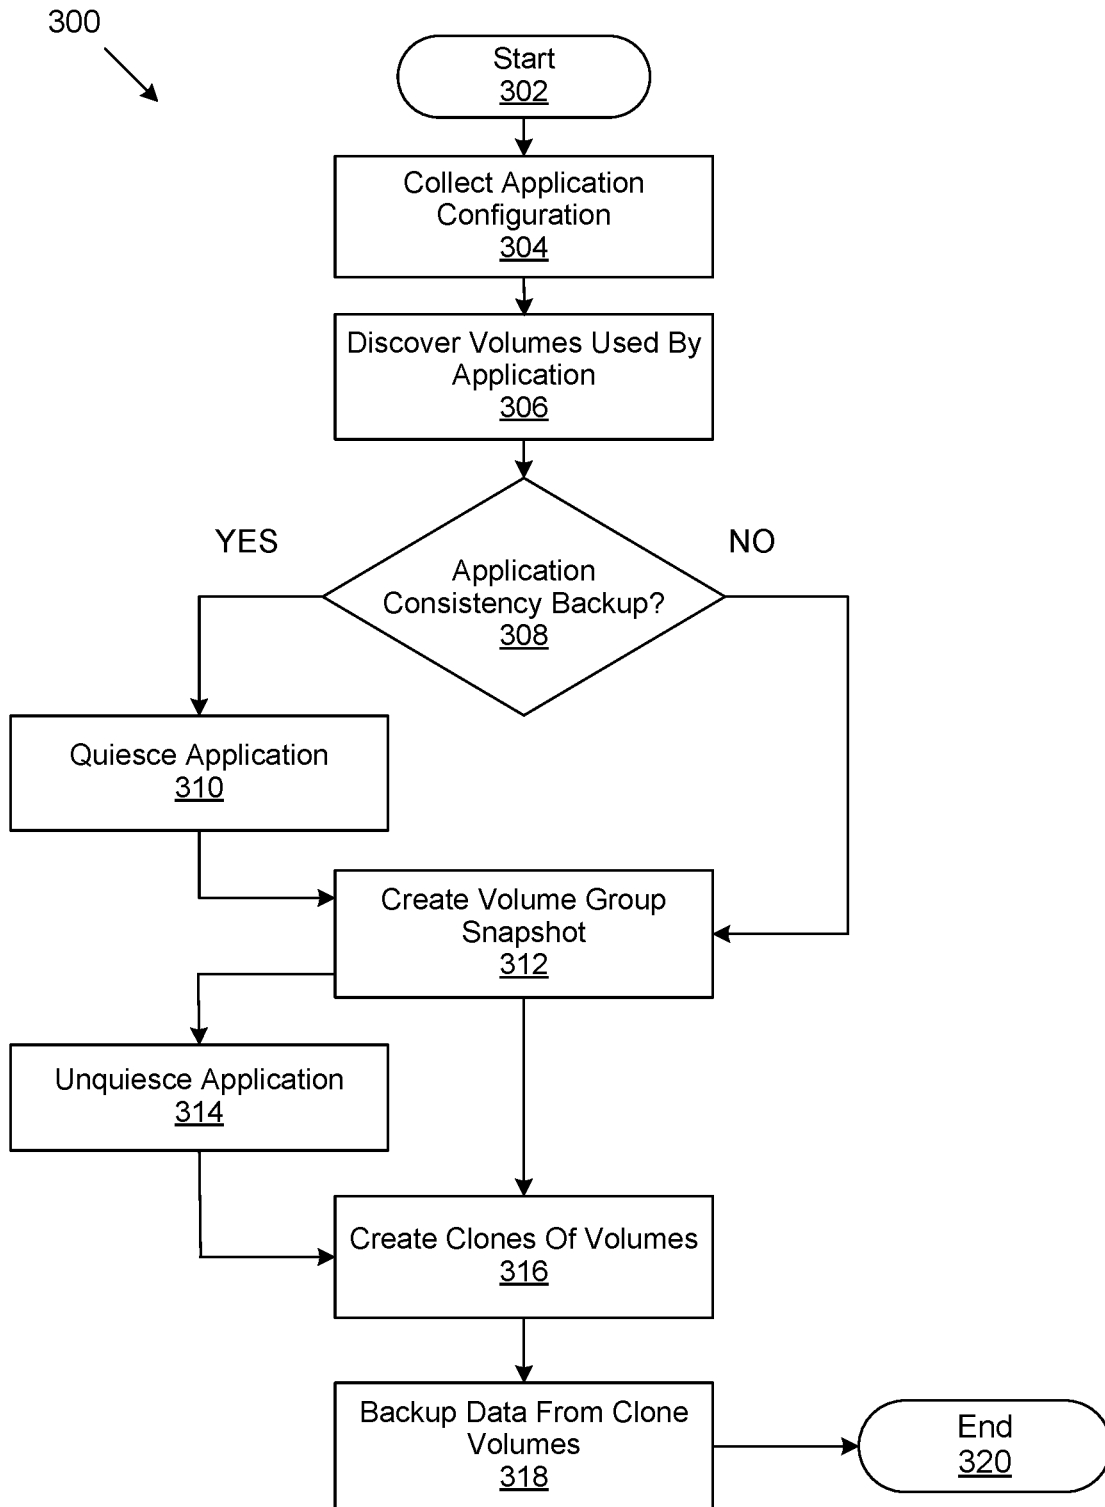 300
Start
302
Collect Application
Configuration
304
Discover Volumes Used By
Application
306
YES
NO
Application
Consistency Backup?
308
Quiesce Application
310
Create Volume Group
Snapshot
312
Unquiesce Application
314
Create Clones Of Volumes
316
Backup Data From Clone
Volumes
318
End
320